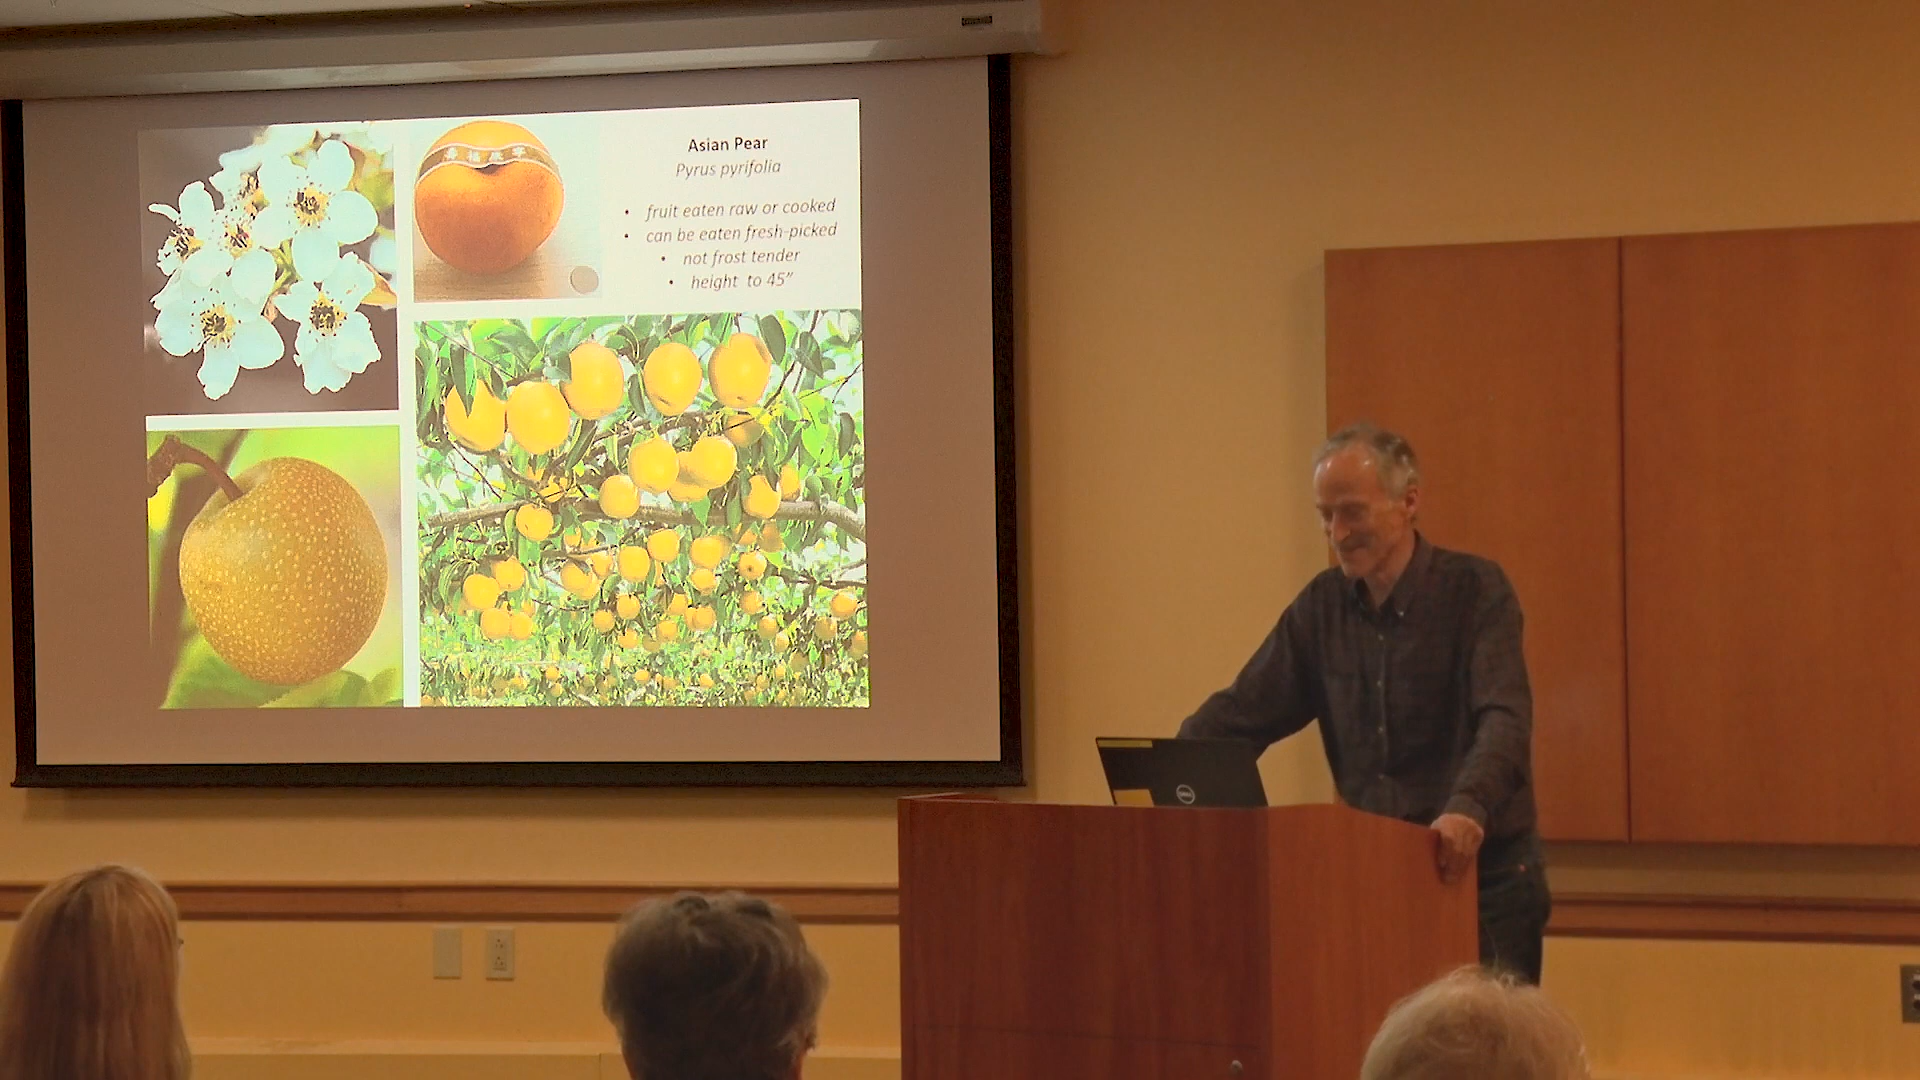 Asian Pear
Pyrus pyrifolia
• fruit eaten raw or cooked
• can be eaten fresh-picked
• not frost tender
• height to 45”
DELL